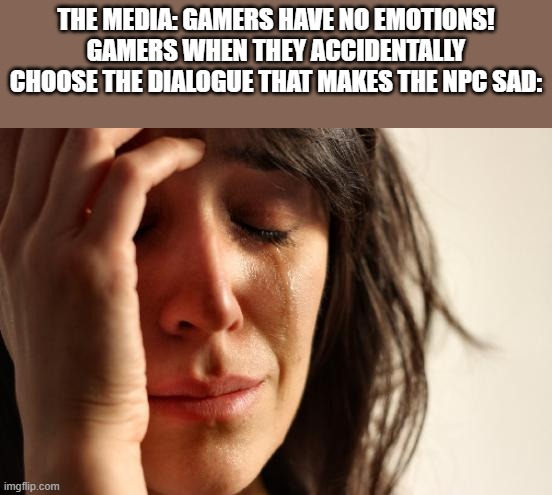 THE MEDIA: GAMERS HAVE NO EMOTIONS!
GAMERS WHEN THEY ACCIDENTALLY
CHOOSE THE DIALOGUE THAT MAKES THE NPC SAD:
imgflip.com